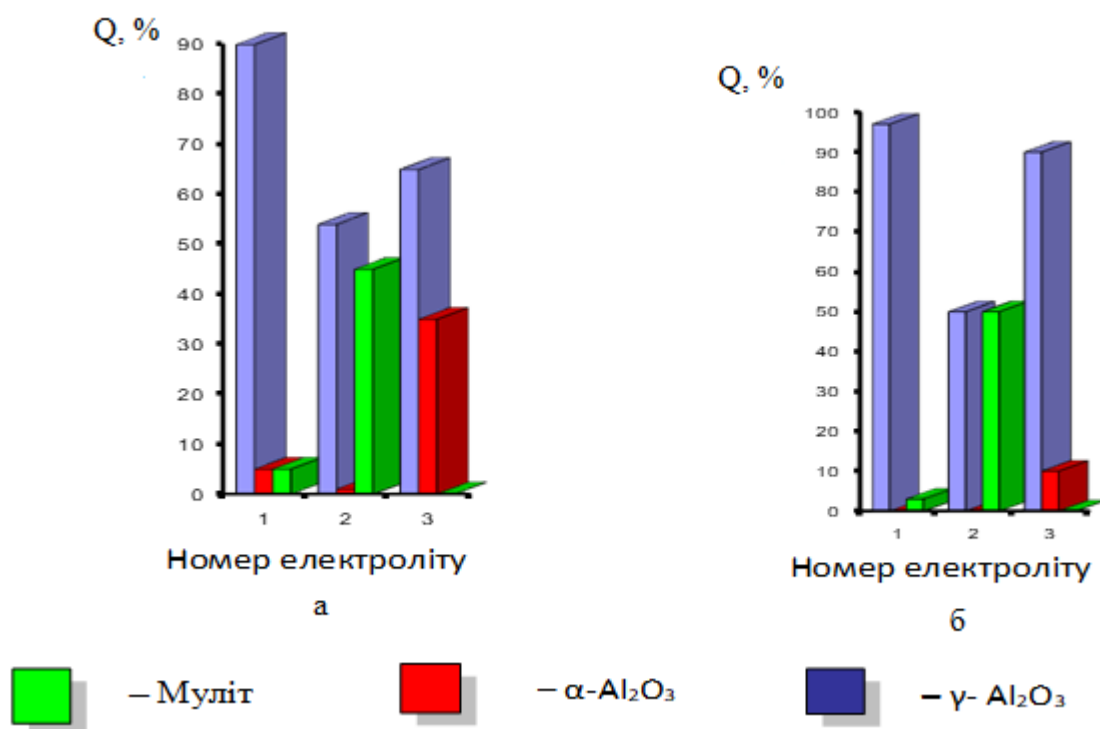 Q, %
90
80
70
60
50
40
30
20
10
0
1 2 3
Номер електроліту
а
Q, %
100
90
80
70
60
50
40
30
20
10
0
1 2 3
Номер електроліту
б
– Муліт
– α-Al₂O₃
– γ- Al₂O₃